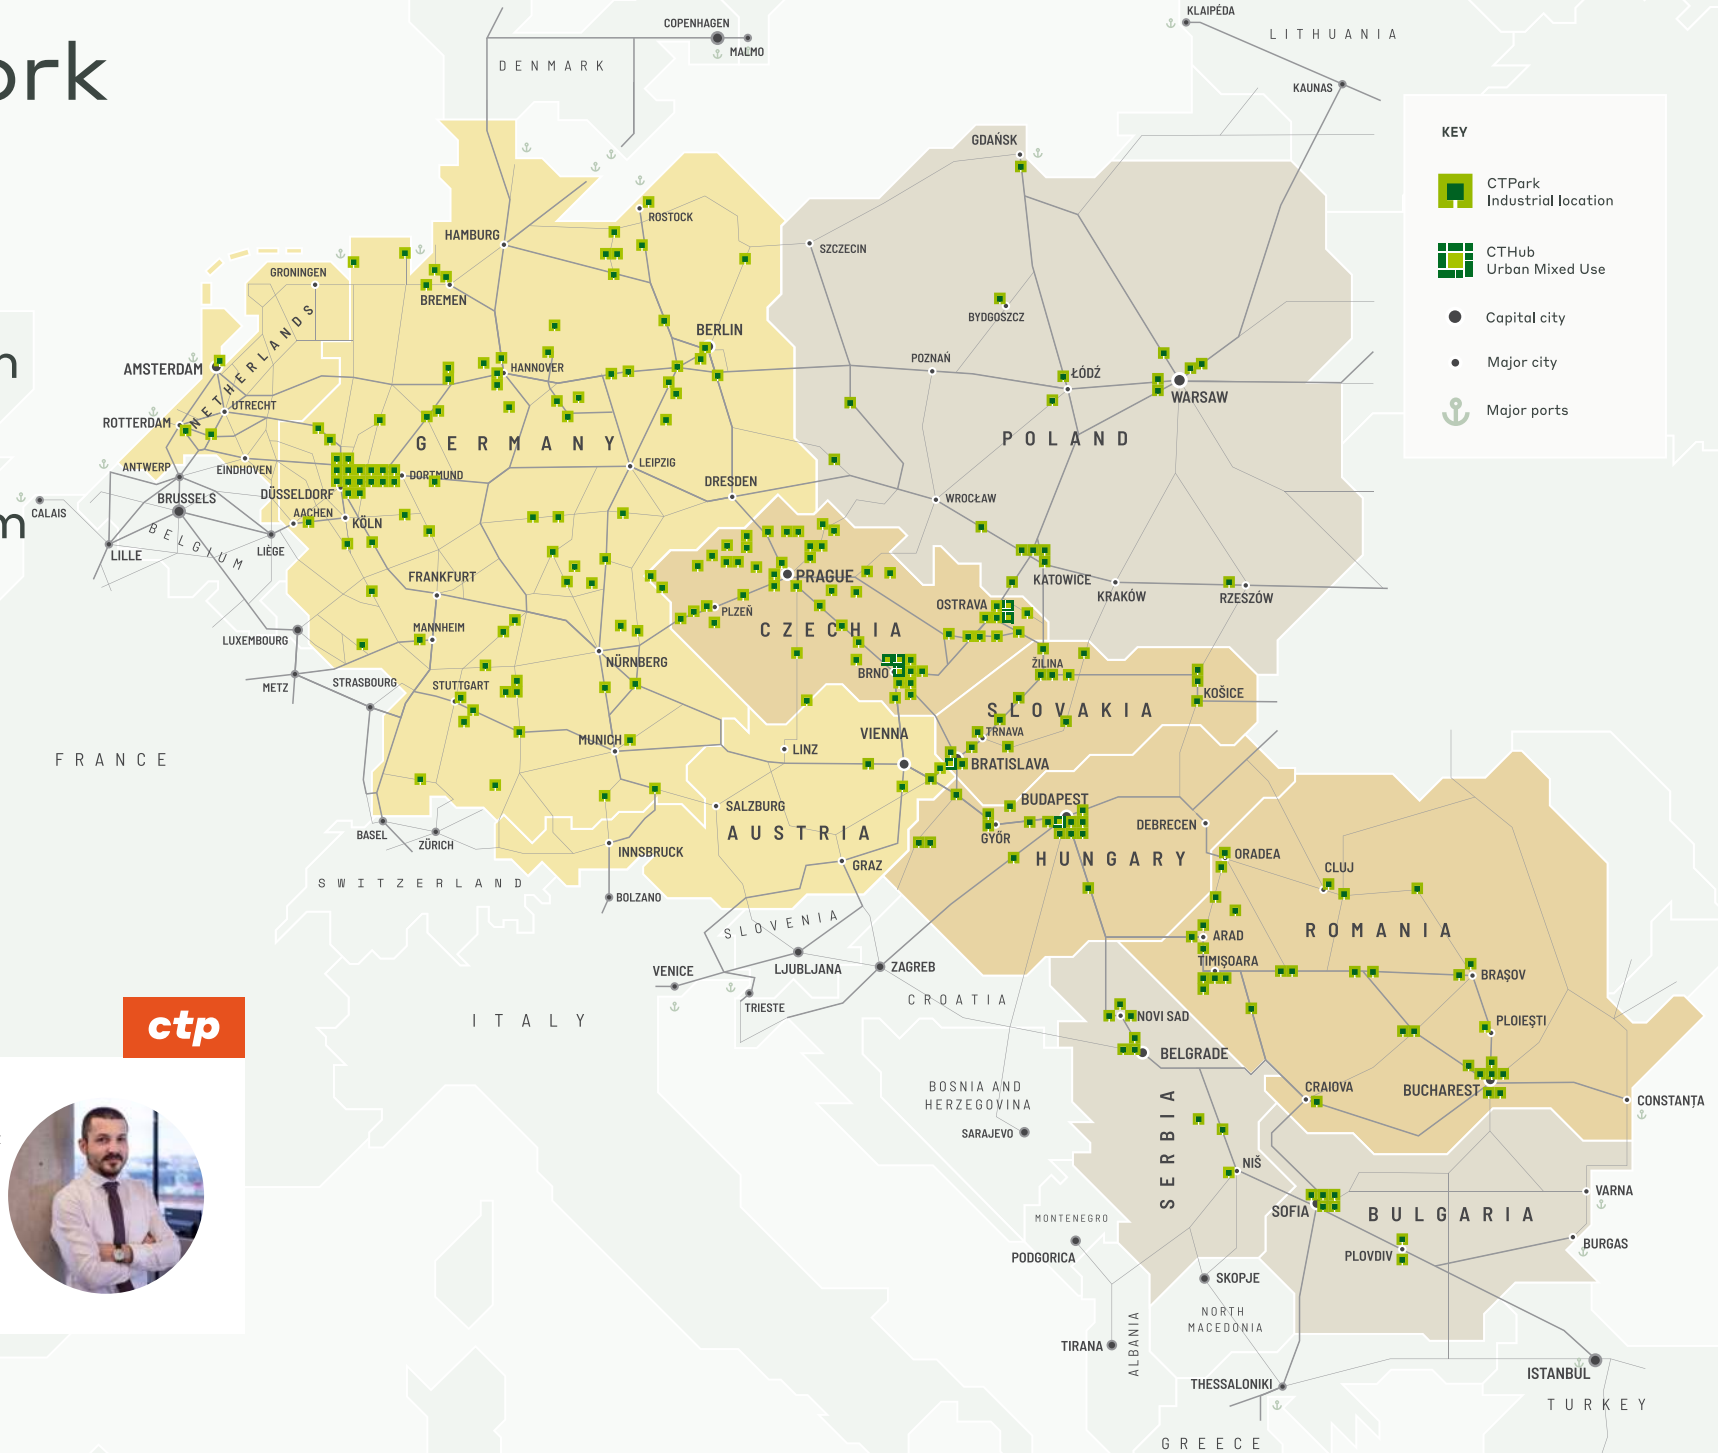 ork
n
m
KEY
CTPark
Industrial location
CTHub
Urban Mixed Use
Capital city
Major city
Major ports
COPENHAGEN
MALMO
DENMARK
KLAIPÉDA
LITHUANIA
KAUNAS
GDAŃSK
ROSTOCK
HAMBURG
SZCZECIN
GRONINGEN
BREMEN
BYDGOSZCZ
BERLIN
NETHERLANDS
AMSTERDAM
HANNOVER
POZNAŃ
ŁÓDŹ
WARSAW
UTRECHT
ROTTERDAM
GERMANY
POLAND
ANTWERP
EINDHOVEN
DORTMUND
LEIPZIG
DRESDEN
BRUSSELS
DÜSSELDORF
WROCŁAW
CALAIS
AACHEN
KÖLN
BELGIUM
LILLE
LIÈGE
FRANKFURT
PRAGUE
KATOWICE
KRAKÓW
RZESZÓW
PLZEŇ
OSTRAVA
CZECHIA
LUXEMBOURG
MANNHEIM
NÜRNBERG
BRNO
ŽILINA
METZ
STRASBOURG
STUTTGART
KOŠICE
SLOVAKIA
VIENNA
TRNAVA
FRANCE
MUNICH
LINZ
BRATISLAVA
BUDAPEST
SALZBURG
AUSTRIA
BASEL
ZÜRICH
GYÖR
DEBRECEN
INNSBRUCK
GRAZ
HUNGARY
ORADEA
CLUJ
SWITZERLAND
BOLZANO
SLOVENIA
ROMANIA
ARAD
TIMIȘOARA
BRAȘOV
VENICE
LJUBLJANA
ZAGREB
TRIESTE
CROATIA
ITALY
NOVI SAD
PLOIEȘTI
ctp
BELGRADE
BOSNIA AND
HERZEGOVINA
CRAIOVA
BUCHAREST
CONSTANȚA
SARAJEVO
SERBIA
NIŠ
VARNA
SOFIA
BULGARIA
MONTENEGRO
PODGORICA
PLOVDIV
BURGAS
SKOPJE
NORTH
MACEDONIA
TIRANA
ALBANIA
ISTANBUL
THESSALONIKI
TURKEY
GREECE